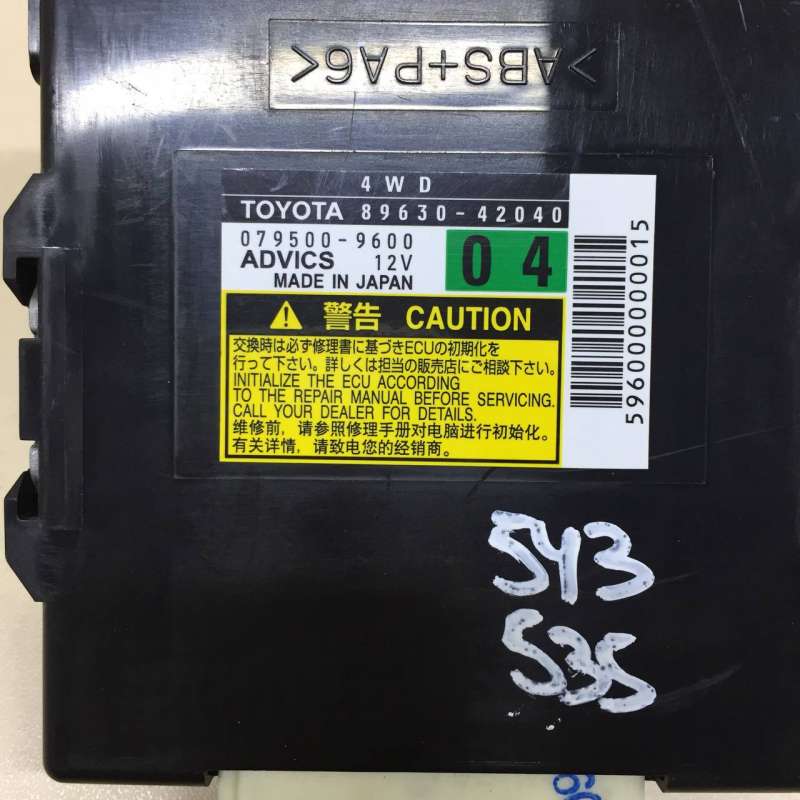 >ABS+PA6<
4WD
TOYOTA 89630-42040
079500-9600
ADVICS 12V
MADE IN JAPAN
04
596000000000015
警告 CAUTION
交換時は必ず修理書に基づきECUの初期化を
行って下さい。詳しくは担当の販売店にご相談下さい。
INITIALIZE THE ECU ACCORDING
TO THE REPAIR MANUAL BEFORE SERVICING.
CALL YOUR DEALER FOR DETAILS.
维修前，请参照修理手册对电脑进行初始化。
有关详情，请致电您的经销商。
543
535